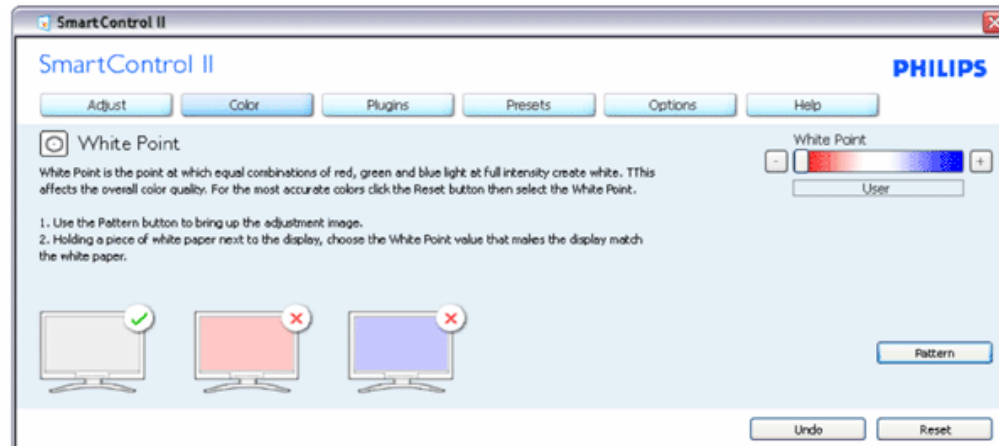 SmartControl II
SmartControl II
PHILIPS
Adjust Color Plugins Presets Options Help
White Point
White Point is the point at which equal combinations of red, green and blue light at full intensity create white. TThis
affects the overall color quality. For the most accurate colors click the Reset button then select the White Point.
1. Use the Pattern button to bring up the adjustment image.
2. Holding a piece of white paper next to the display, choose the White Point value that makes the display match
the white paper.
White Point
- +
User
Pattern
Undo Reset